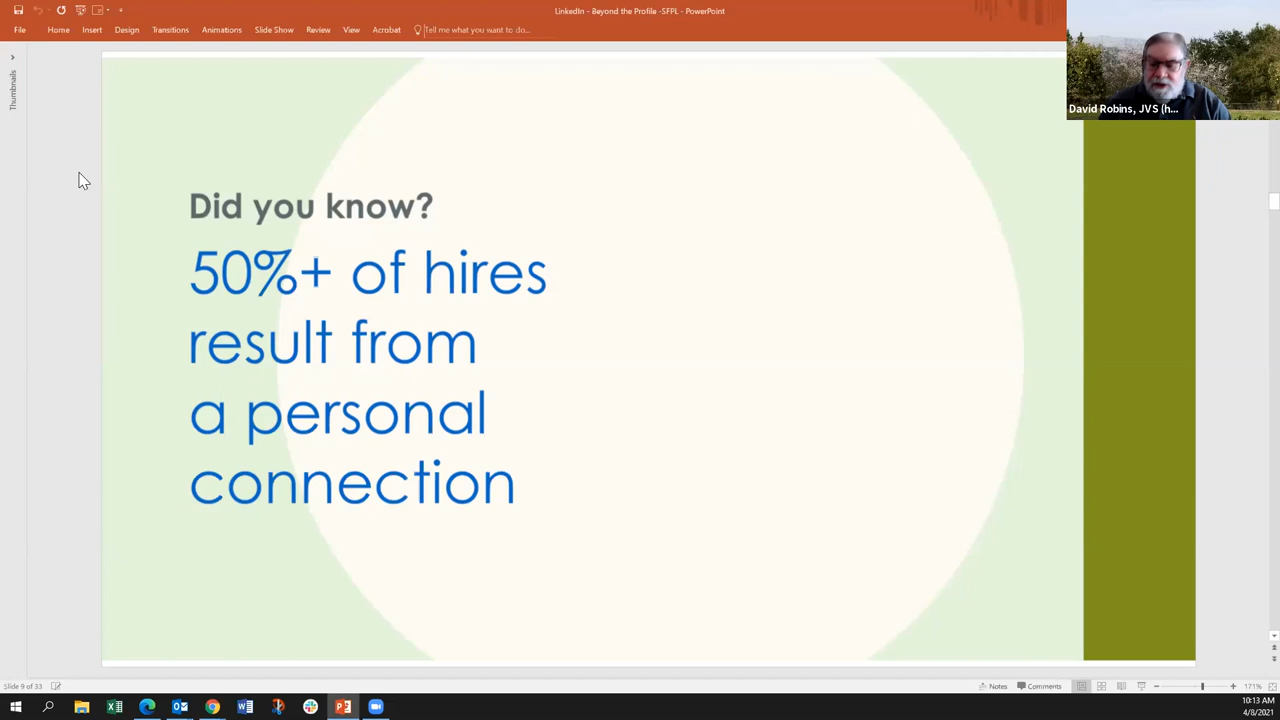 LinkedIn - Beyond the Profile -SFPL - PowerPoint
File Home Insert Design Transitions Animations Slide Show Review View Acrobat Tell me what you want to do...
David Robins, JVS (h...
Thumbnails
Did you know?
50%+ of hires
result from
a personal
connection
Slide 9 of 33 Notes Comments 171%
10:13 AM
4/8/2021